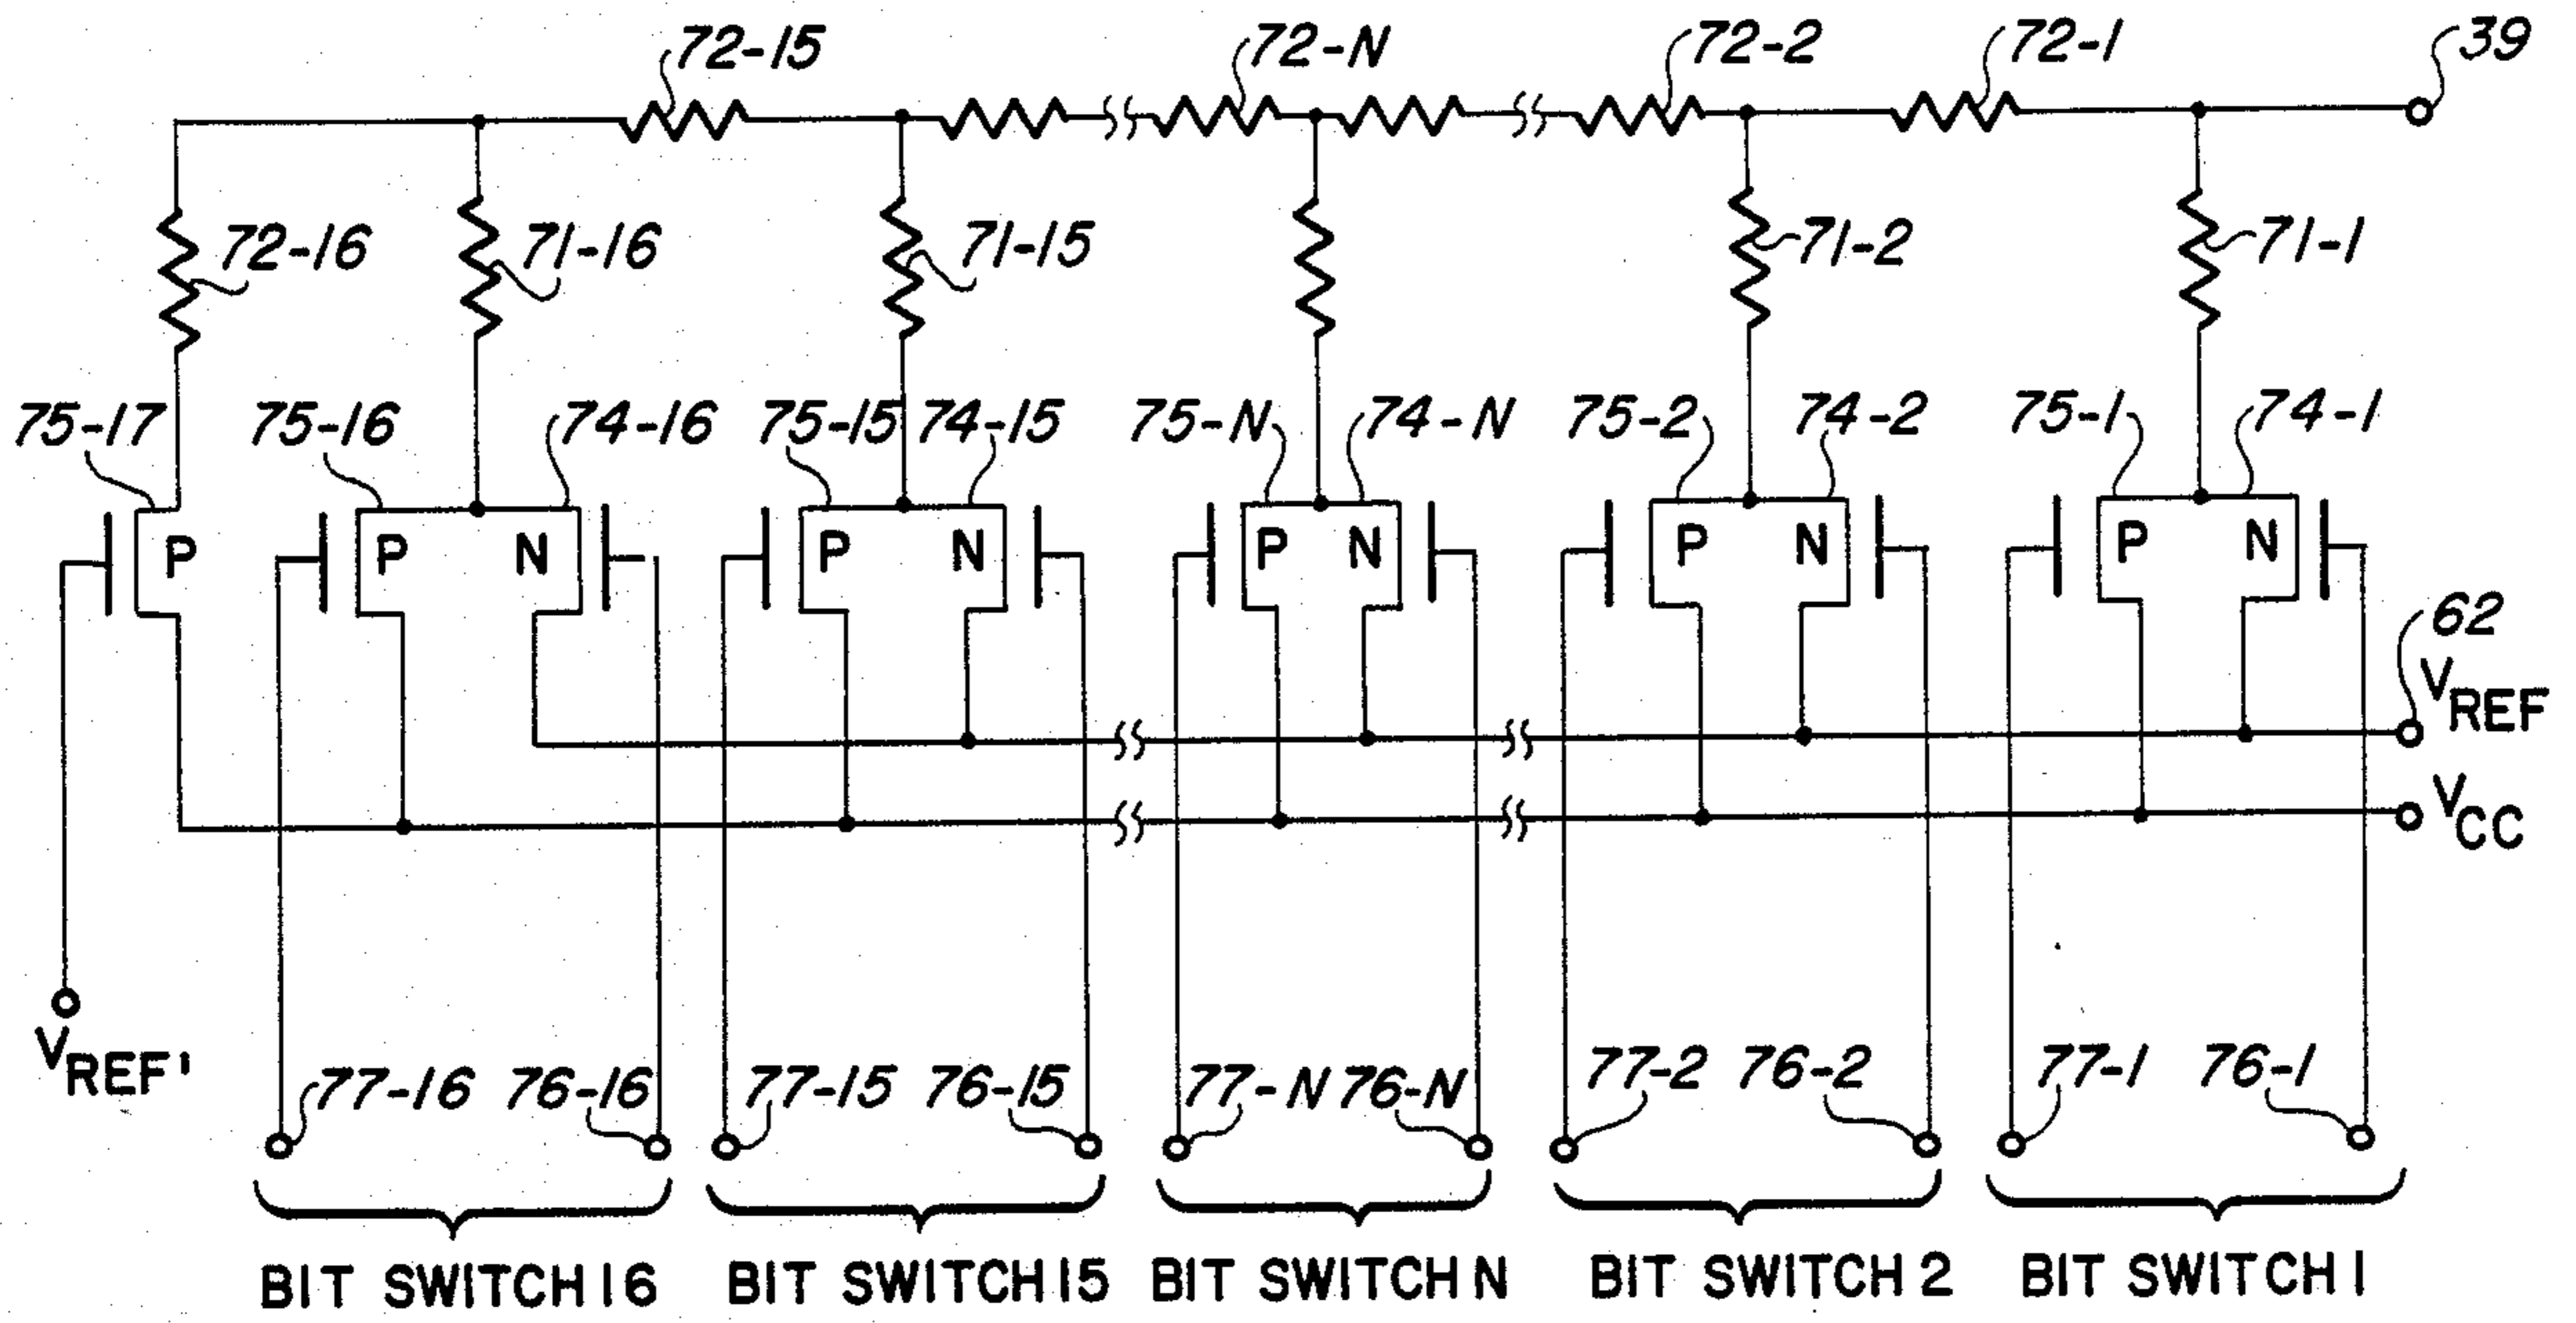 72-15 72-N 72-2 72-1 39
72-16 71-16 71-15 71-2 71-1
75-17 75-16 74-16 75-15 74-15 75-N 74-N 75-2 74-2 75-1 74-1
P P N P N P N P N P N
62
VREF
VCC
VREF'
77-16 76-16 77-15 76-15 77-N 76-N 77-2 76-2 77-1 76-1
BIT SWITCH 16 BIT SWITCH 15 BIT SWITCH N BIT SWITCH 2 BIT SWITCH 1